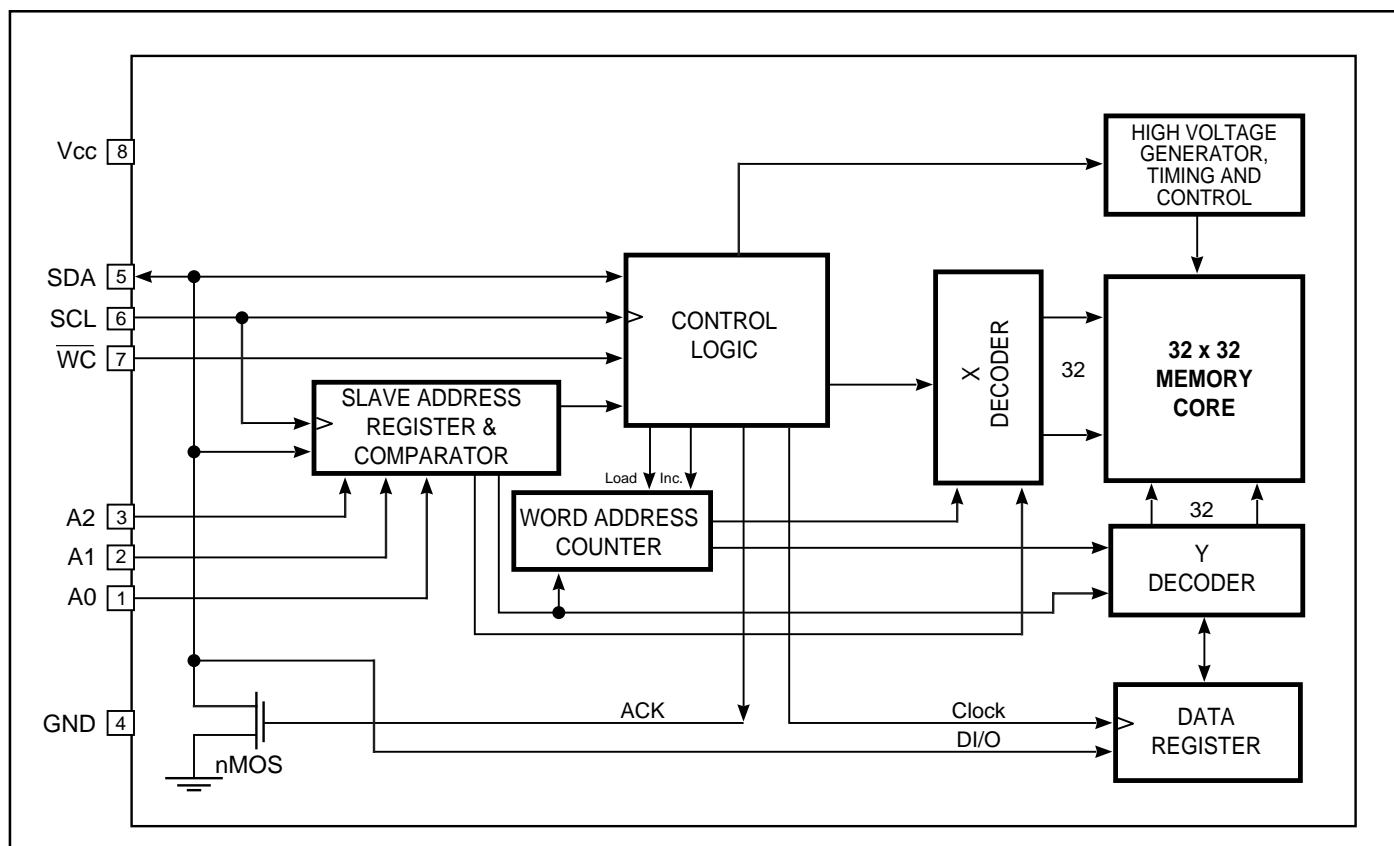 Vcc 8
SDA 5
SCL 6
WC 7
A2 3
A1 2
A0 1
GND 4
HIGH VOLTAGE
GENERATOR,
TIMING AND
CONTROL
CONTROL
LOGIC
X
DECODER
32
32 x 32
MEMORY
CORE
SLAVE ADDRESS
REGISTER &
COMPARATOR
Load
Inc.
WORD ADDRESS
COUNTER
32
Y
DECODER
ACK
Clock
DI/O
DATA
REGISTER
nMOS